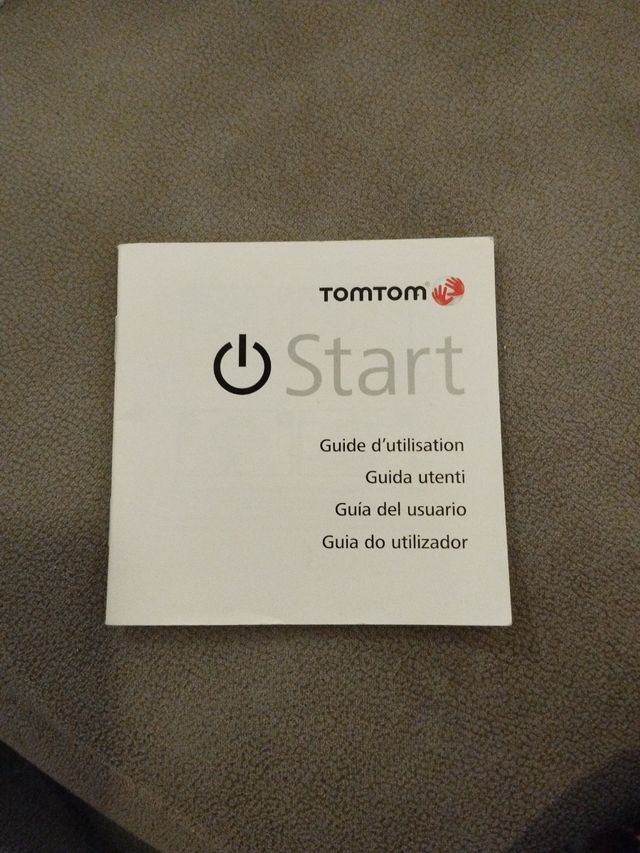 TOMTOM
Start
Guide d'utilisation
Guida utenti
Guía del usuario
Guia do utilizador